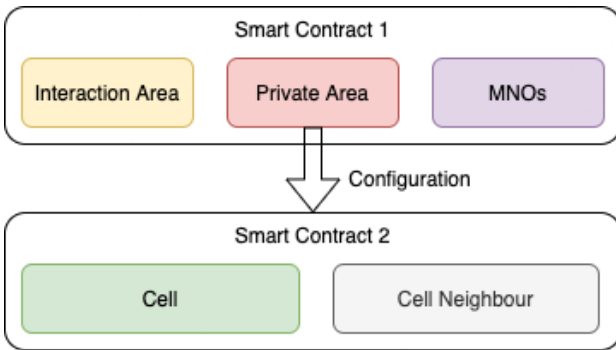 Smart Contract 1
Interaction Area
Private Area
MNOs
Configuration
Smart Contract 2
Cell
Cell Neighbour